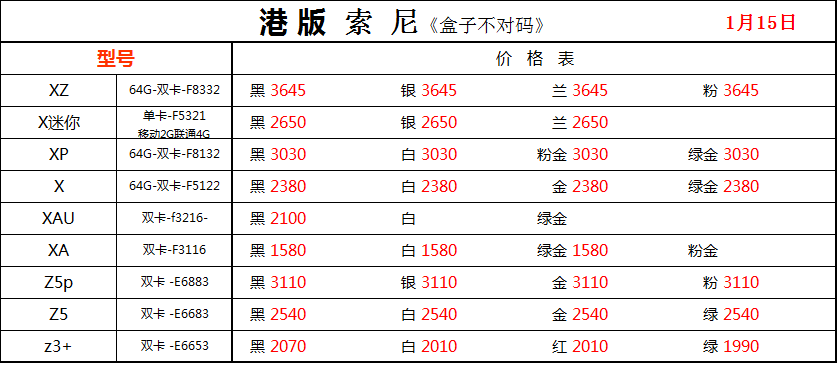 港版 索尼《盒子不对码》 1月15日
型号 价格表
XZ 64G-双卡-F8332 黑 3645 银 3645 兰 3645 粉 3645
X迷你 单卡-F5321 黑 2650 银 2650 兰 2650
移动2G联通4G
XP 64G-双卡-F8132 黑 3030 白 3030 粉金 3030 绿金 3030
X 64G-双卡-F5122 黑 2380 白 2380 金 2380 绿金 2380
XAU 双卡-f3216- 黑 2100 白 绿金
XA 双卡-F3116 黑 1580 白 1580 绿金 1580 粉金
Z5p 双卡 -E6883 黑 3110 银 3110 金 3110 粉 3110
Z5 双卡 -E6683 黑 2540 白 2540 金 2540 绿 2540
z3+ 双卡 -E6653 黑 2070 白 2010 红 2010 绿 1990